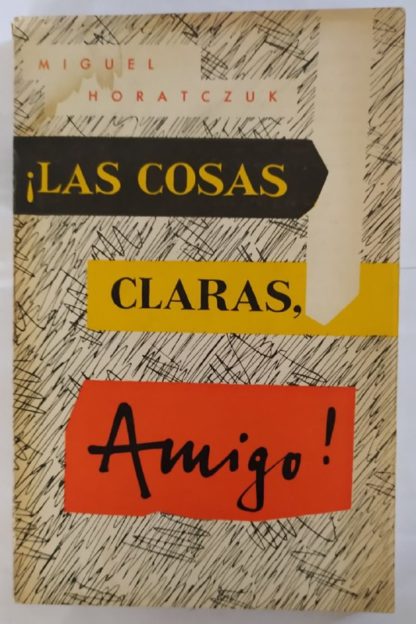 MIGUEL
HORATCZUK
¡LAS COSAS
CLARAS,
Amigo!